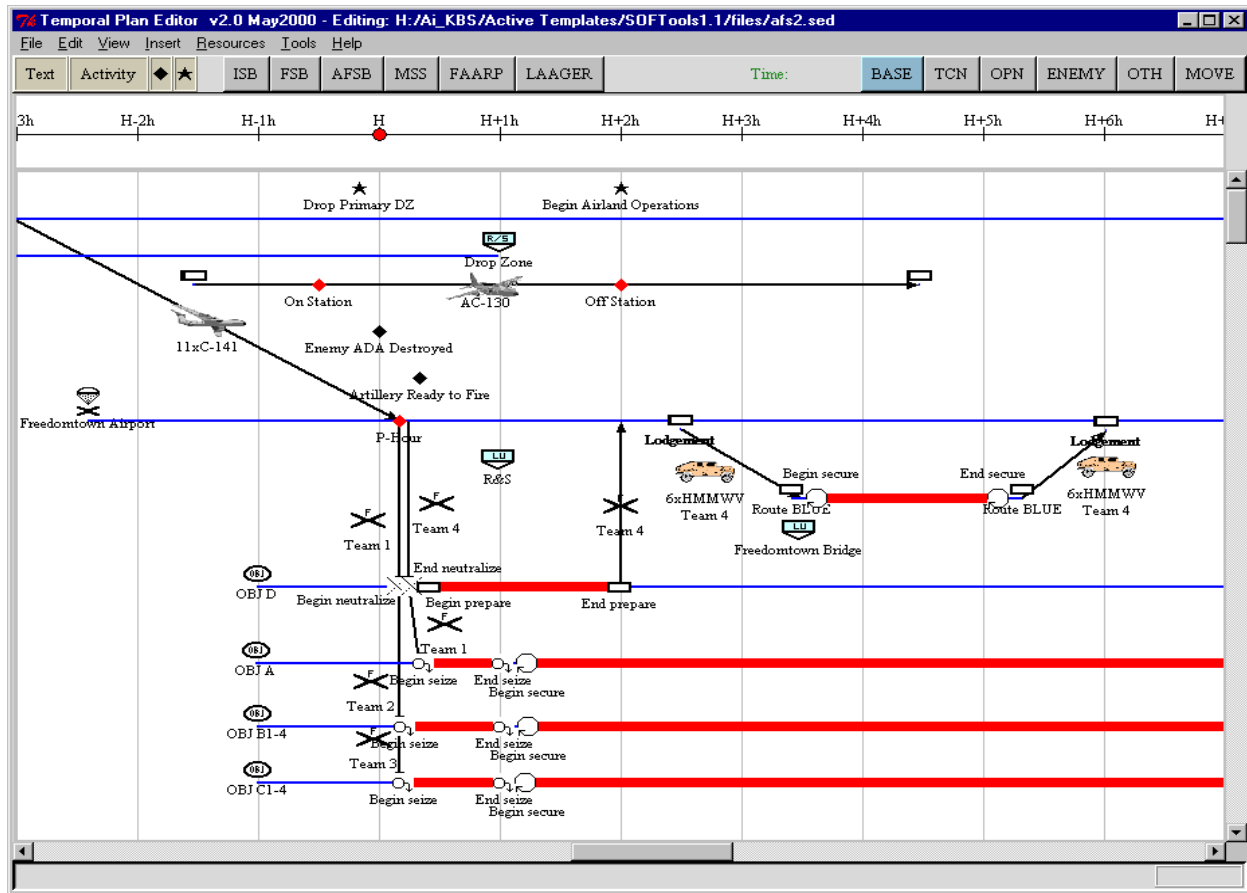 Temporal Plan Editor v2.0 May2000 - Editing: H:/Ai_KBS/Active Templates/SOFTools1.1/files/afs2.sed
File Edit View Insert Resources Tools Help
Text Activity ISB FSB AFSB MSS FAARP LAAGER Time: BASE TCN OPN ENEMY OTH MOVE
3h H-2h H-1h H H+1h H+2h H+3h H+4h H+5h H+6h H+
Drop Primary DZ Begin Airland Operations
R/S
Drop Zone
On Station AC-130 Off Station
11xC-141 Enemy ADA Destroyed
Artillery Ready to Fire
Freedomtown Airport
P-Hour
Lodgement Lodgement
LU
R&S
Begin secure End secure
6xHMMWV 6xHMMWV
Team 4 Team 4
Route BLUE Route BLUE
F F F
Team 1 Team 4 Team 4
LU
Freedomtown Bridge
End neutralize
OBJ
OBJ D Begin neutralize Begin prepare End prepare
F
Team 1
OBJ
OBJ A Begin seize End seize
Begin secure
F
Team 2
OBJ
OBJ B1-4 Begin seize End seize
Begin secure
F
Team 3
OBJ
OBJ C1-4 Begin seize End seize
Begin secure